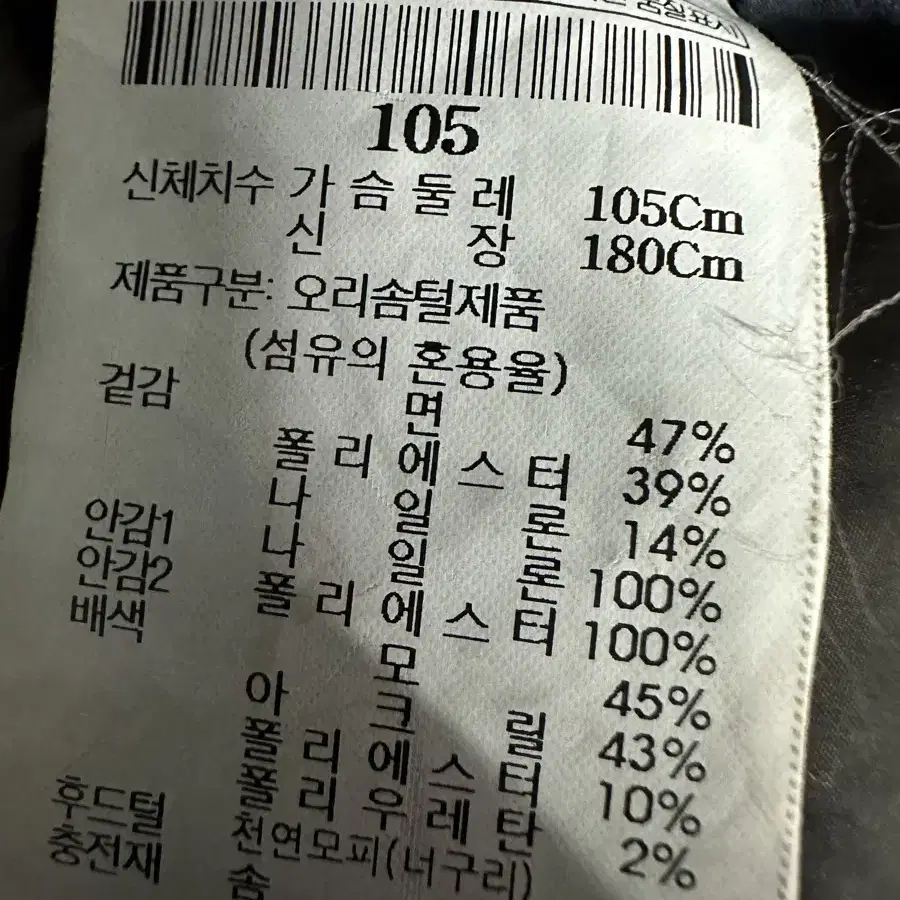 품질표시
105
신체치수 가슴둘레 105Cm
신장 180Cm
제품구분: 오리솜털제품
(섬유의 혼용율)
겉감 면 47%
폴리에스터 39%
나일론 14%
안감1 나일론 100%
안감2 폴리에스터 100%
배색 모 45%
아크릴 43%
폴리에스터 10%
폴리우레탄 2%
후드털 천연모피(너구리)
충전재 솜